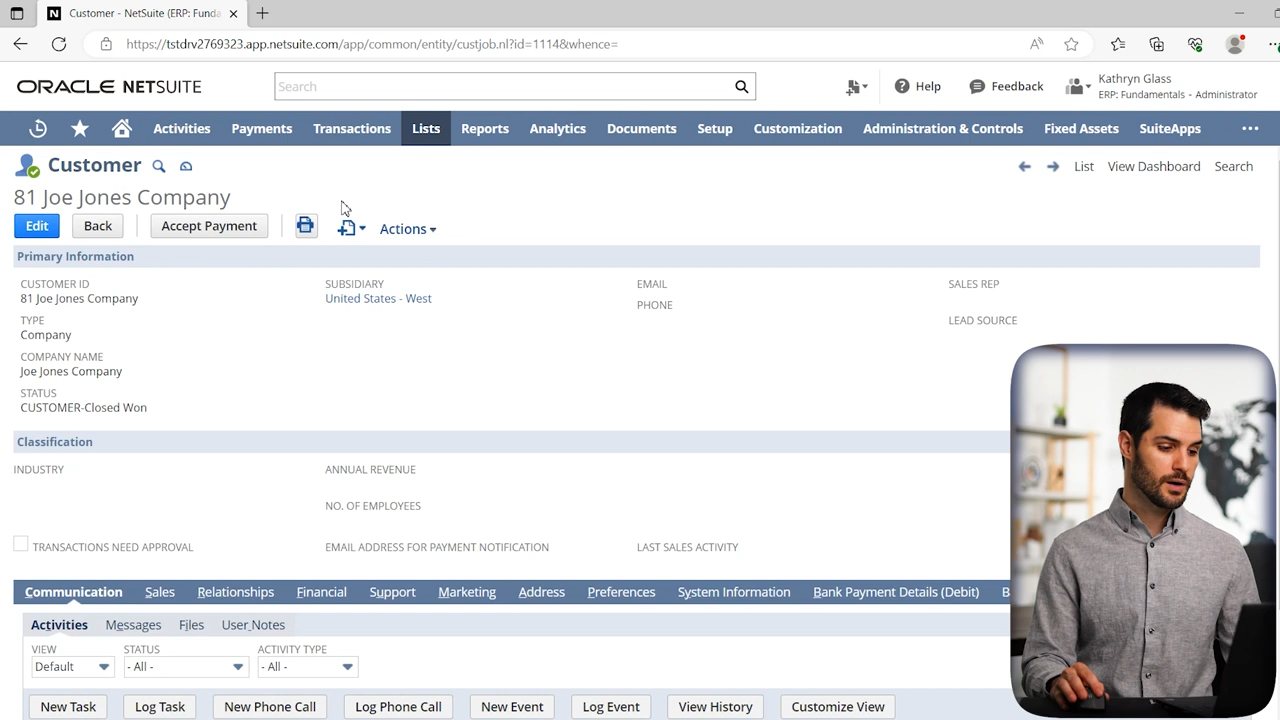 Customer - NetSuite (ERP: Funda
https://tstdrv2769323.app.netsuite.com/app/common/entity/custjob.nl?id=1114&whence=
ORACLE NETSUITE
Search
Help
Feedback
Kathryn Glass
ERP: Fundamentals - Administrator
Activities Payments Transactions Lists Reports Analytics Documents Setup Customization Administration & Controls Fixed Assets SuiteApps
Customer
List View Dashboard Search
81 Joe Jones Company
Edit Back Accept Payment Actions
Primary Information
CUSTOMER ID
81 Joe Jones Company
TYPE
Company
COMPANY NAME
Joe Jones Company
STATUS
CUSTOMER-Closed Won
SUBSIDIARY
United States - West
EMAIL
PHONE
SALES REP
LEAD SOURCE
Classification
INDUSTRY
ANNUAL REVENUE
NO. OF EMPLOYEES
TRANSACTIONS NEED APPROVAL
EMAIL ADDRESS FOR PAYMENT NOTIFICATION
LAST SALES ACTIVITY
Communication Sales Relationships Financial Support Marketing Address Preferences System Information Bank Payment Details (Debit) B
Activities Messages Files User Notes
VIEW
Default
STATUS
- All -
ACTIVITY TYPE
- All -
New Task Log Task New Phone Call Log Phone Call New Event Log Event View History Customize View